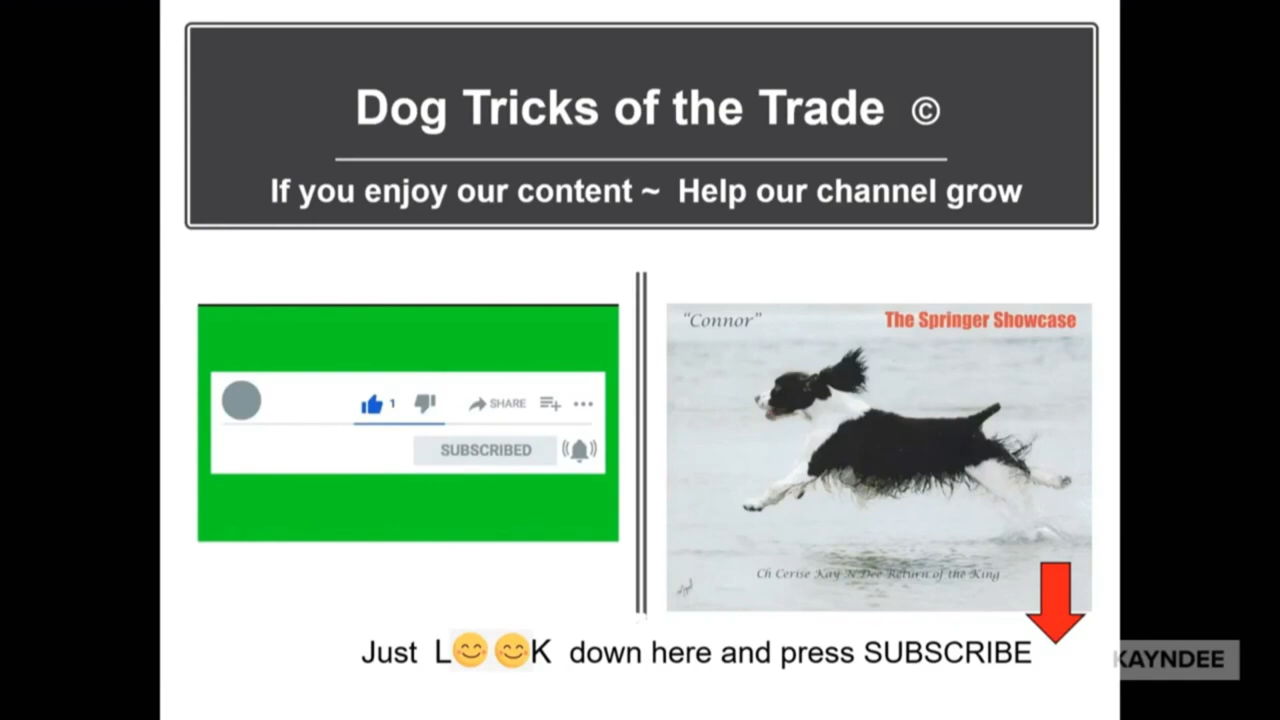 Dog Tricks of the Trade ©
If you enjoy our content ~ Help our channel grow
"Connor"
The Springer Showcase
1
SHARE
SUBSCRIBED
Ch Cerise Kay N Dee Return of the King
Just L😊😊K down here and press SUBSCRIBE
KAYNDEE